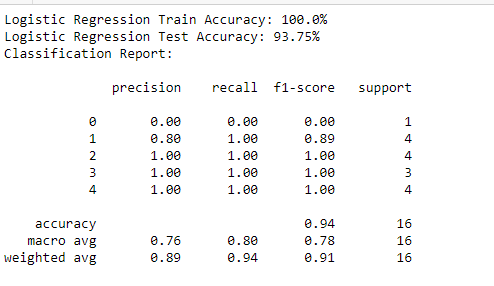 Logistic Regression Train Accuracy: 100.0%
Logistic Regression Test Accuracy: 93.75%
Classification Report:
precision recall f1-score support
0 0.00 0.00 0.00 1
1 0.80 1.00 0.89 4
2 1.00 1.00 1.00 4
3 1.00 1.00 1.00 3
4 1.00 1.00 1.00 4
accuracy 0.94 16
macro avg 0.76 0.80 0.78 16
weighted avg 0.89 0.94 0.91 16